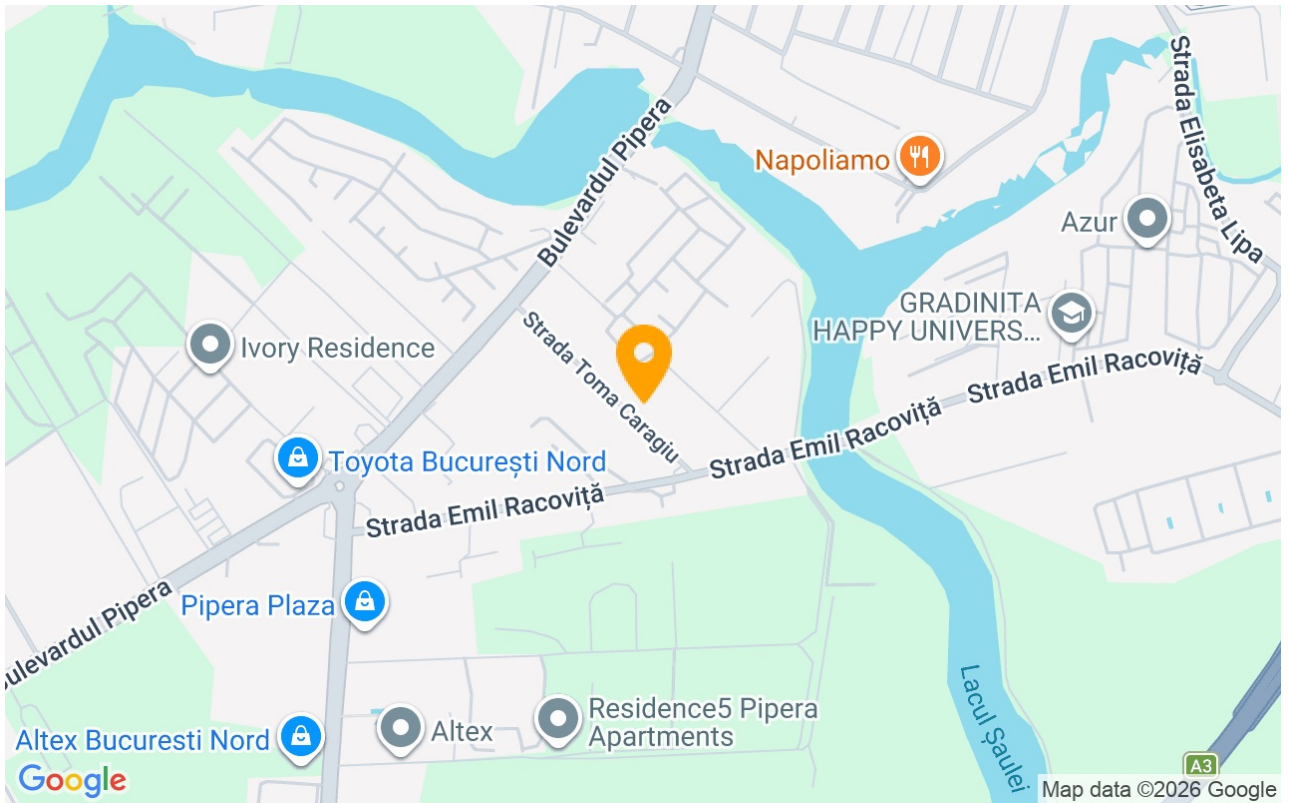 Bulevardul Pipera
Strada Elisabeta Lipa
Napoliamo
Azur
GRADINITA
HAPPY UNIVERS...
Ivory Residence
Strada Toma Caragiu
Strada Emil Racoviță
Strada Emil Racoviță
Toyota București Nord
Strada Emil Racoviță
Pipera Plaza
ulevardul Pipera
Residence5 Pipera
Apartments
Altex
Altex Bucuresti Nord
Lacul Șaulei
A3
Google
Map data ©2026 Google